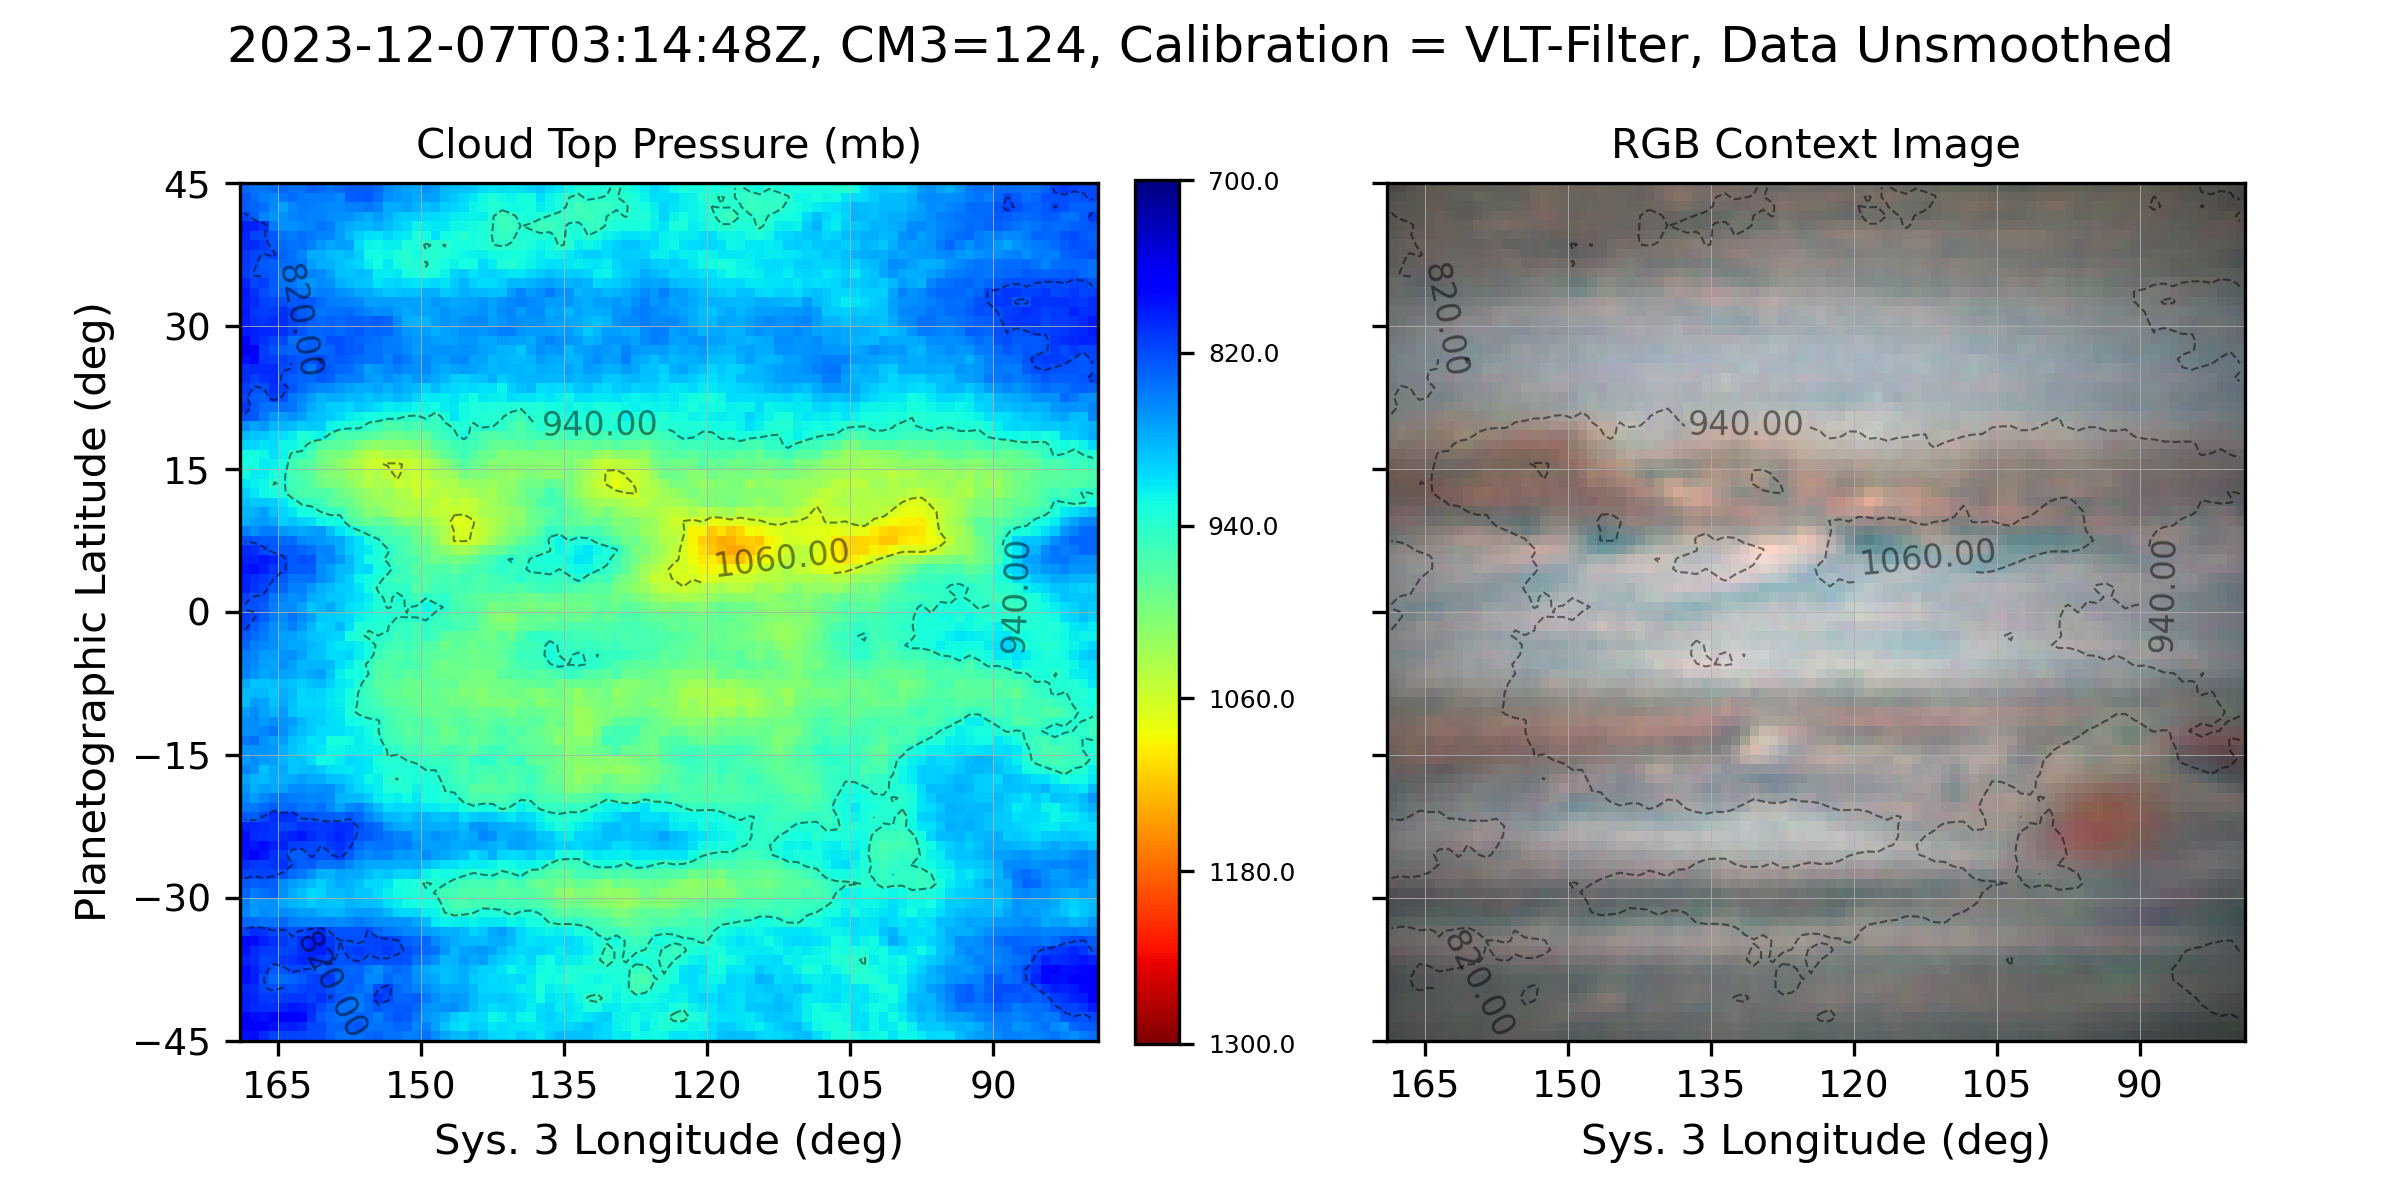 2023-12-07T03:14:48Z, CM3=124, Calibration = VLT-Filter, Data Unsmoothed
Cloud Top Pressure (mb)
45
30
15
0
−15
−30
−45
Planetographic Latitude (deg)
820.00
940.00
1060.00
940.00
820.00
165 150 135 120 105 90
Sys. 3 Longitude (deg)
700.0
820.0
940.0
1060.0
1180.0
1300.0
RGB Context Image
820.00
940.00
1060.00
940.00
820.00
165 150 135 120 105 90
Sys. 3 Longitude (deg)